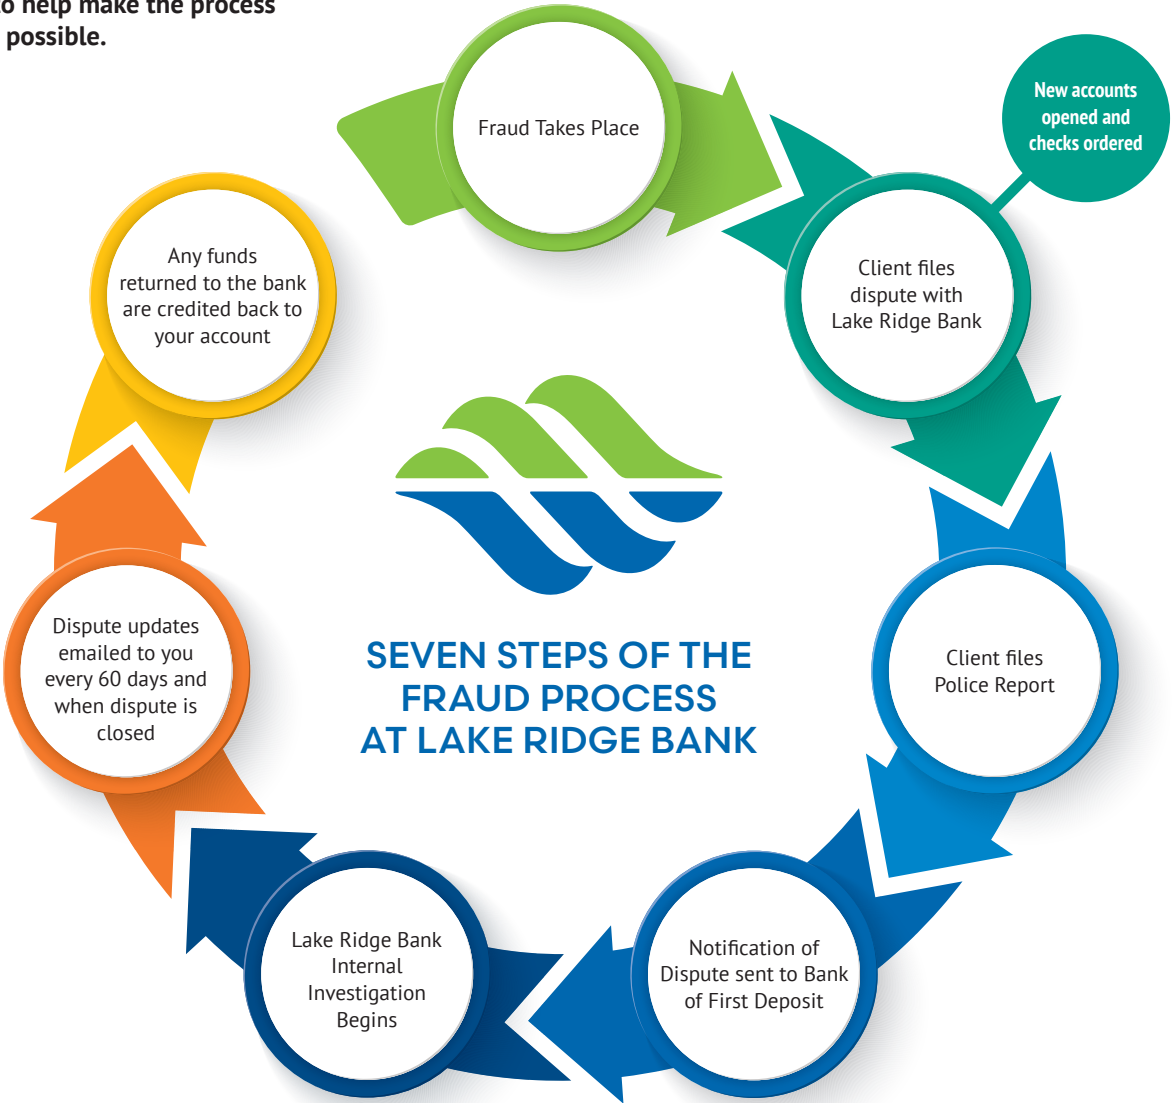 to help make the process
possible.
Fraud Takes Place
New accounts
opened and
checks ordered
Client files
dispute with
Lake Ridge Bank
Client files
Police Report
Notification of
Dispute sent to Bank
of First Deposit
Lake Ridge Bank
Internal
Investigation
Begins
Dispute updates
emailed to you
every 60 days and
when dispute is
closed
Any funds
returned to the bank
are credited back to
your account
SEVEN STEPS OF THE
FRAUD PROCESS
AT LAKE RIDGE BANK